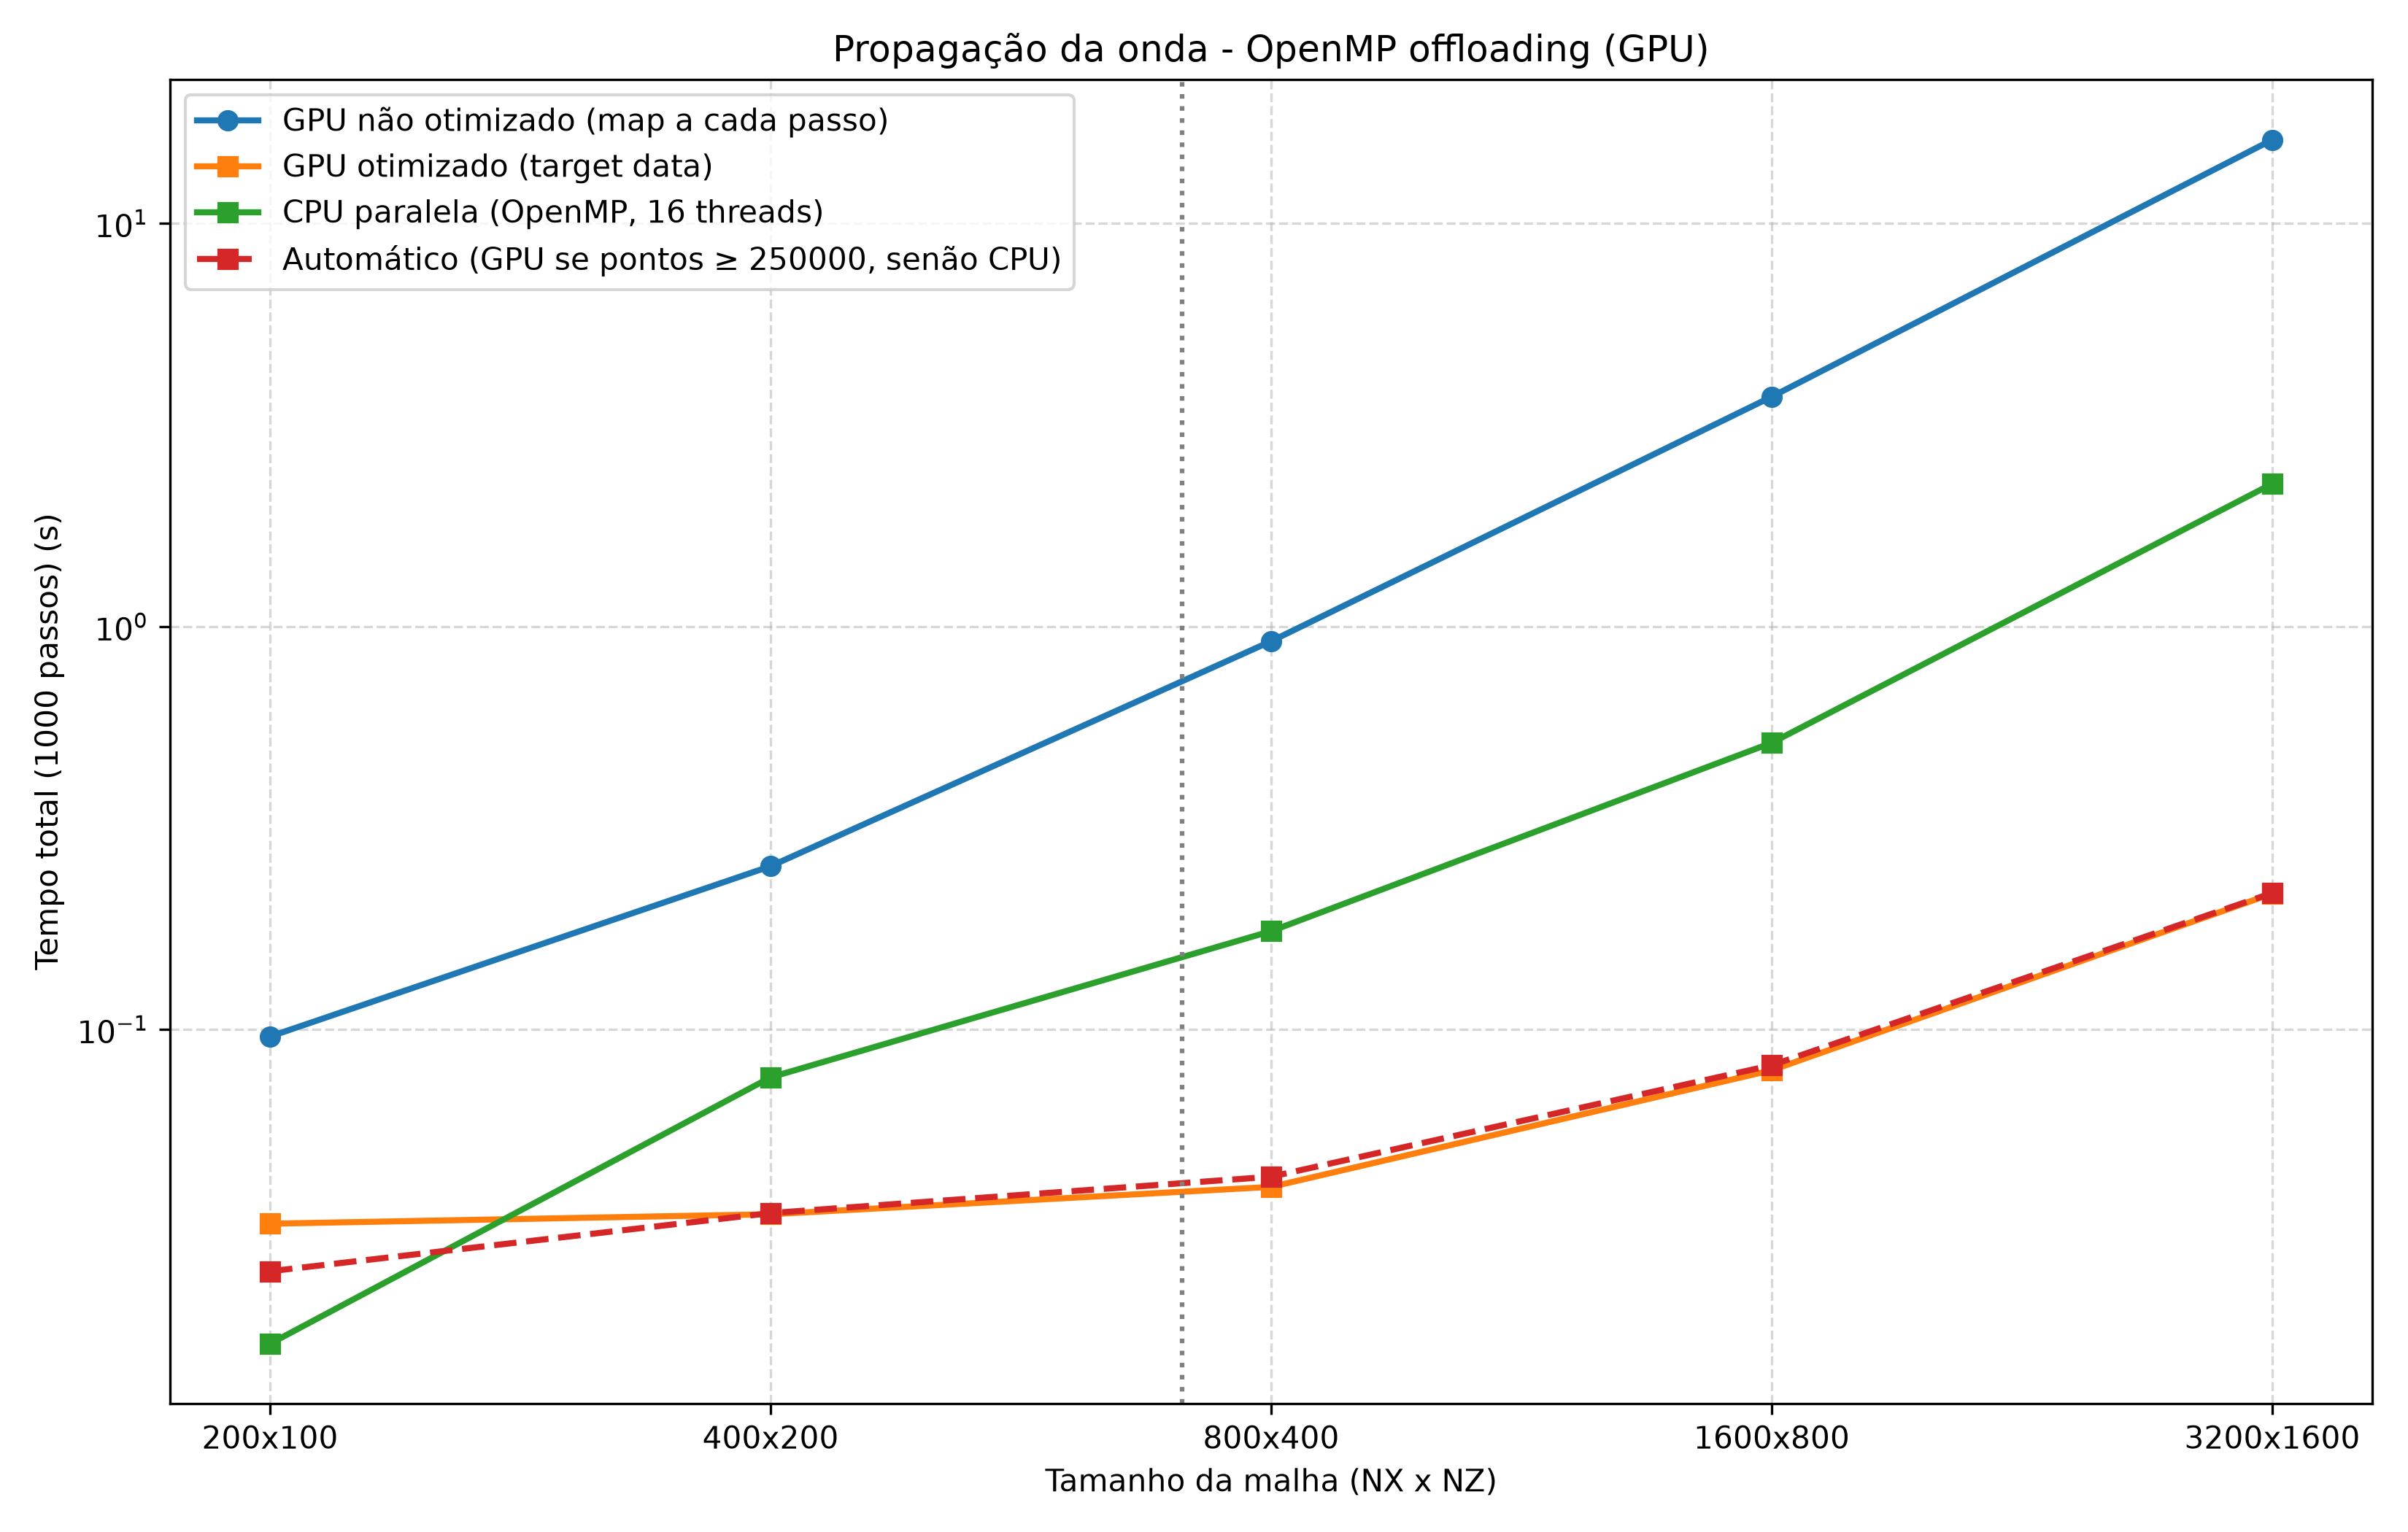 Propagação da onda - OpenMP offloading (GPU)
GPU não otimizado (map a cada passo)
GPU otimizado (target data)
CPU paralela (OpenMP, 16 threads)
Automático (GPU se pontos ≥ 250000, senão CPU)
Tempo total (1000 passos) (s)
10¹
10⁰
10⁻¹
200x100
400x200
800x400
1600x800
3200x1600
Tamanho da malha (NX x NZ)